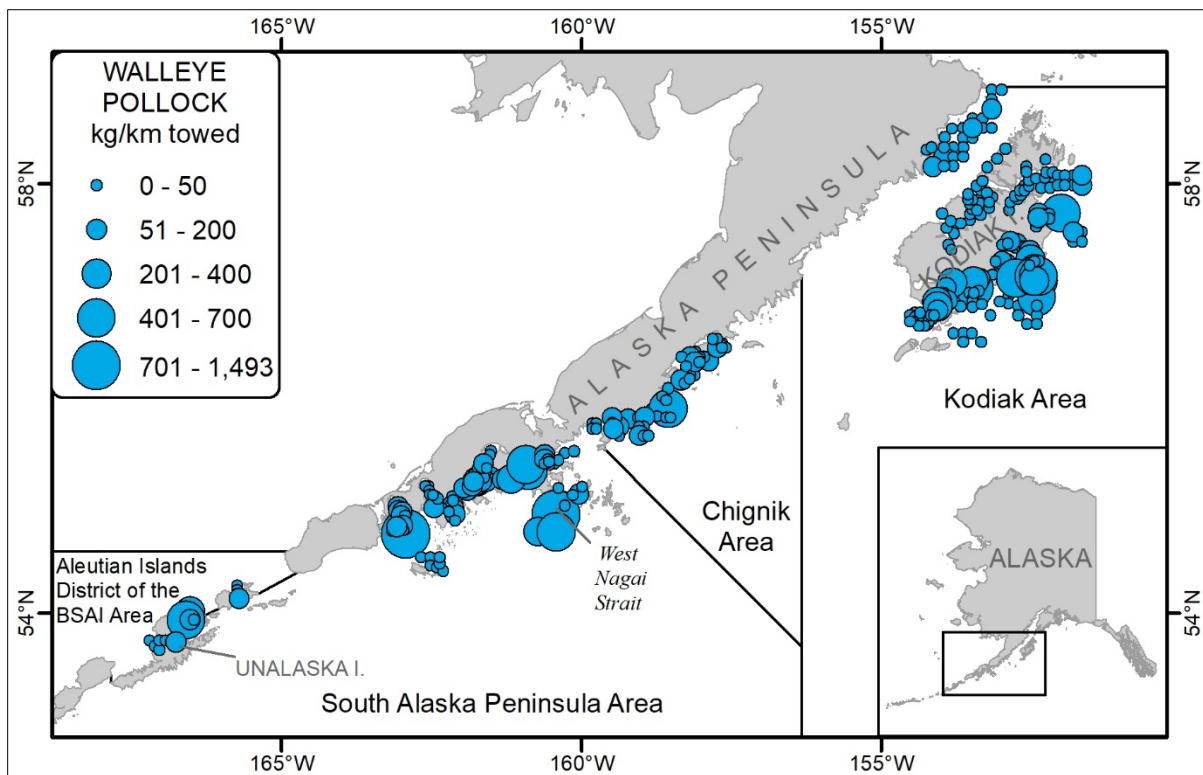 165°W 160°W 155°W
WALLEYE
POLLOCK
kg/km towed
0 - 50
51 - 200
201 - 400
401 - 700
701 - 1,493
58°N
58°N
ALASKA PENINSULA
KODIAK I.
Kodiak Area
Chignik
Area
West
Nagai
Strait
ALASKA
Aleutian Islands
District of the
BSAI Area
54°N
54°N
UNALASKA I.
South Alaska Peninsula Area
165°W 160°W 155°W